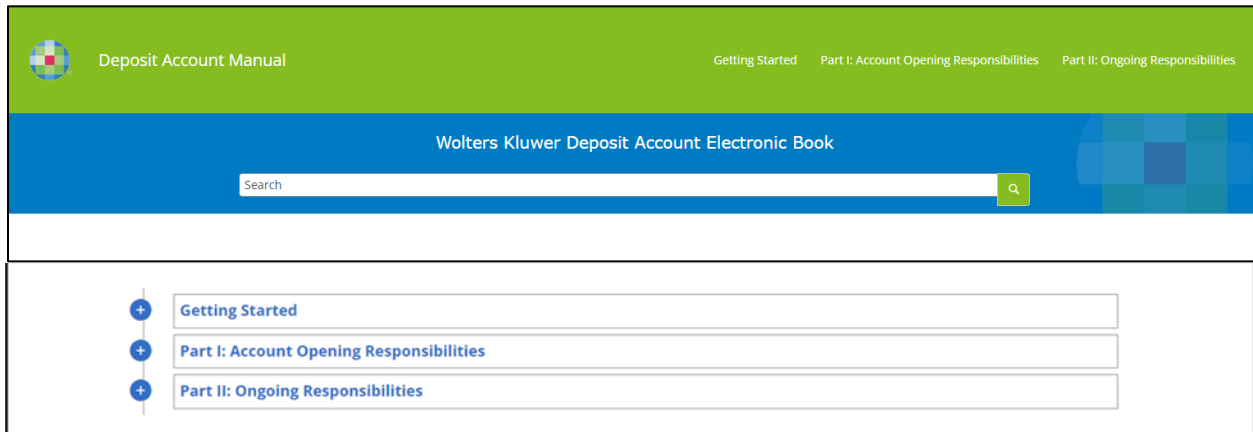 Deposit Account Manual
Getting Started
Part I: Account Opening Responsibilities
Part II: Ongoing Responsibilities
Wolters Kluwer Deposit Account Electronic Book
Search
Getting Started
Part I: Account Opening Responsibilities
Part II: Ongoing Responsibilities